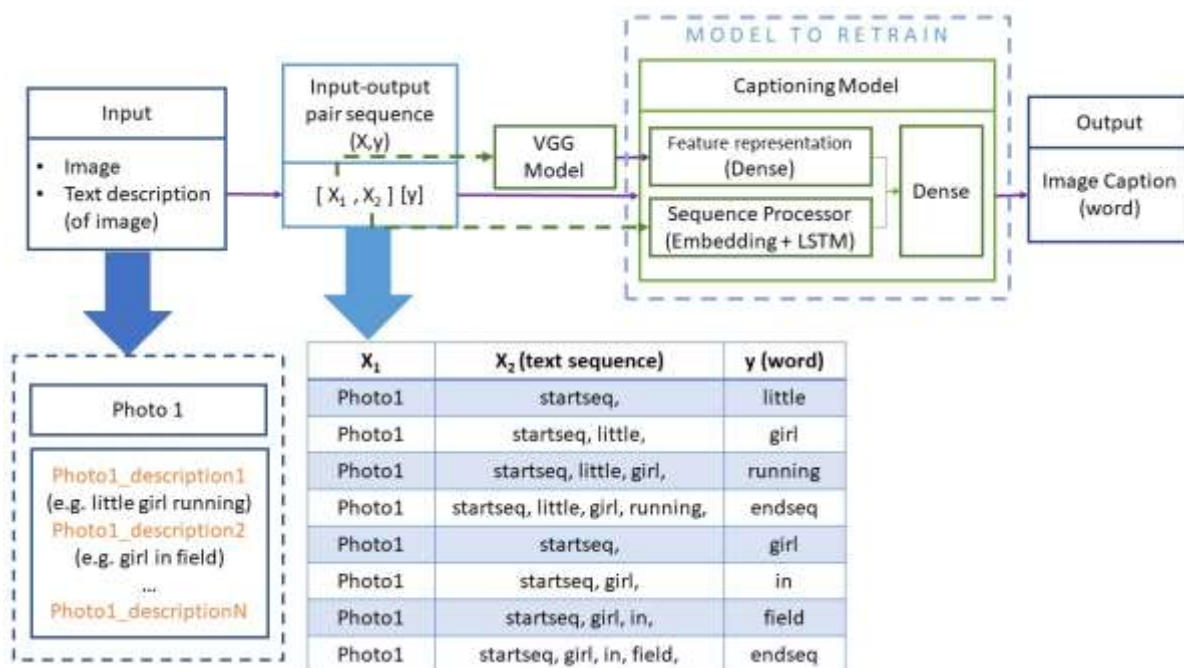 MODEL TO RETRAIN
Input
• Image
• Text description
(of image)
Input-output
pair sequence
(X,y)
[ X₁ , X₂ ] [y]
VGG
Model
Captioning Model
Feature representation
(Dense)
Sequence Processor
(Embedding + LSTM)
Dense
Output
Image Caption
(word)
Photo 1
Photo1_description1
(e.g. little girl running)
Photo1_description2
(e.g. girl in field)
...
Photo1_descriptionN
X₁ X₂ (text sequence) y (word)
Photo1 startseq, little
Photo1 startseq, little, girl
Photo1 startseq, little, girl, running
Photo1 startseq, little, girl, running, endseq
Photo1 startseq, girl
Photo1 startseq, girl, in
Photo1 startseq, girl, in, field
Photo1 startseq, girl, in, field, endseq